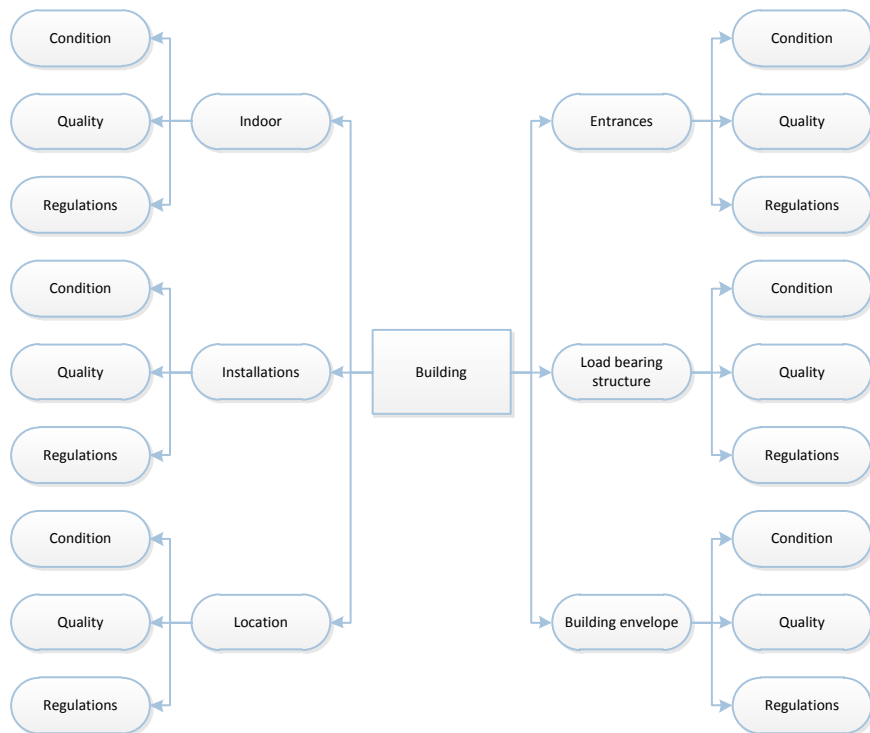 Condition
Quality
Indoor
Regulations
Condition
Quality
Installations
Regulations
Condition
Quality
Location
Regulations
Building
Entrances
Condition
Quality
Regulations
Load bearing
structure
Condition
Quality
Regulations
Building envelope
Condition
Quality
Regulations